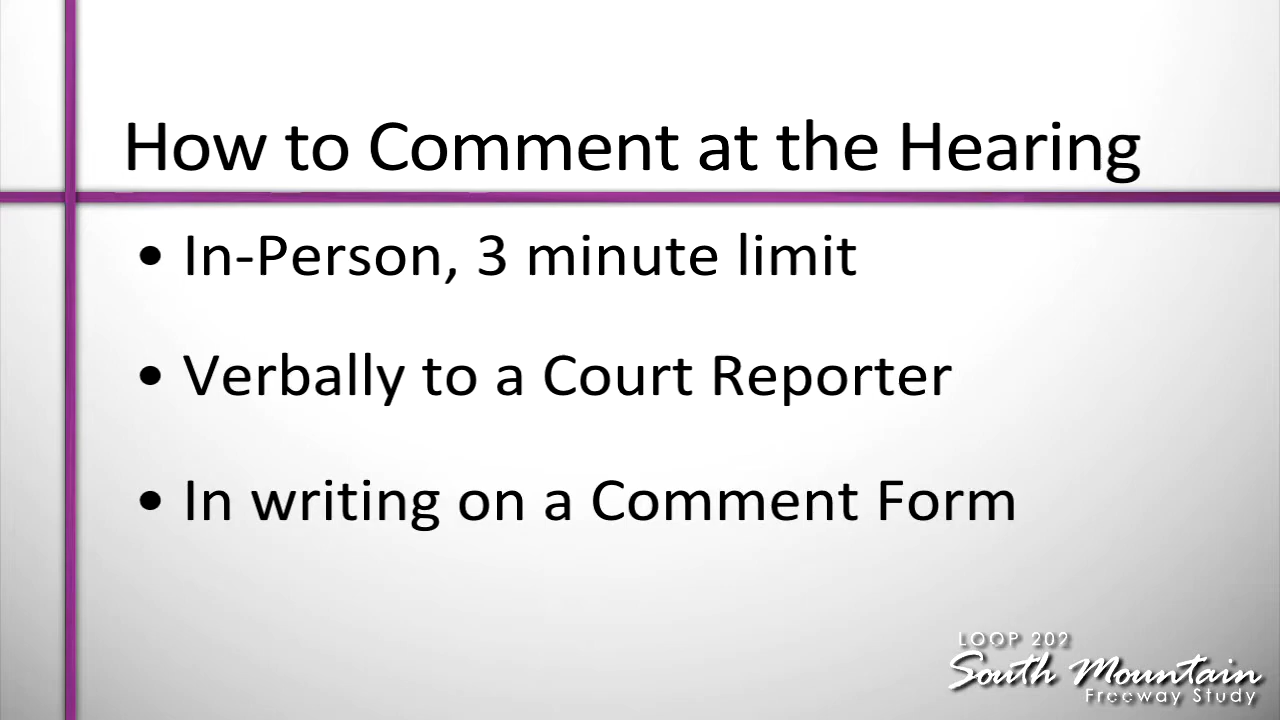 How to Comment at the Hearing
• In-Person, 3 minute limit
• Verbally to a Court Reporter
• In writing on a Comment Form
LOOP 202
South Mountain
Freeway Study